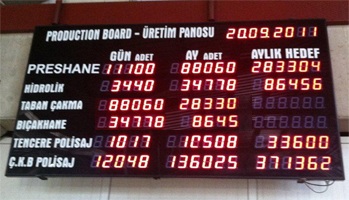 PRODUCTION BOARD - ÜRETİM PANOSU 20.09.2011
GÜN ADET AY ADET AYLIK HEDEF
PRESHANE 11100 88060 283304
HİDROLİK 3440 34778 86456
TABAN ÇAKMA 88060 28330
BIÇAKHANE 34778 8645
TENCERE POLİSAJ 1017 10508 33600
Ç.K.B POLİSAJ 12048 136025 371362